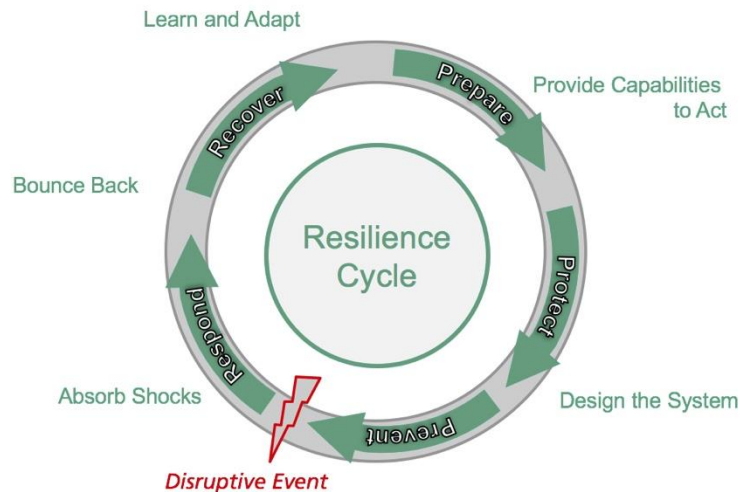 Learn and Adapt
Recover
Prepare
Provide Capabilities
to Act
Bounce Back
Resilience
Cycle
Protect
Respond
Absorb Shocks
Design the System
Prevent
Disruptive Event